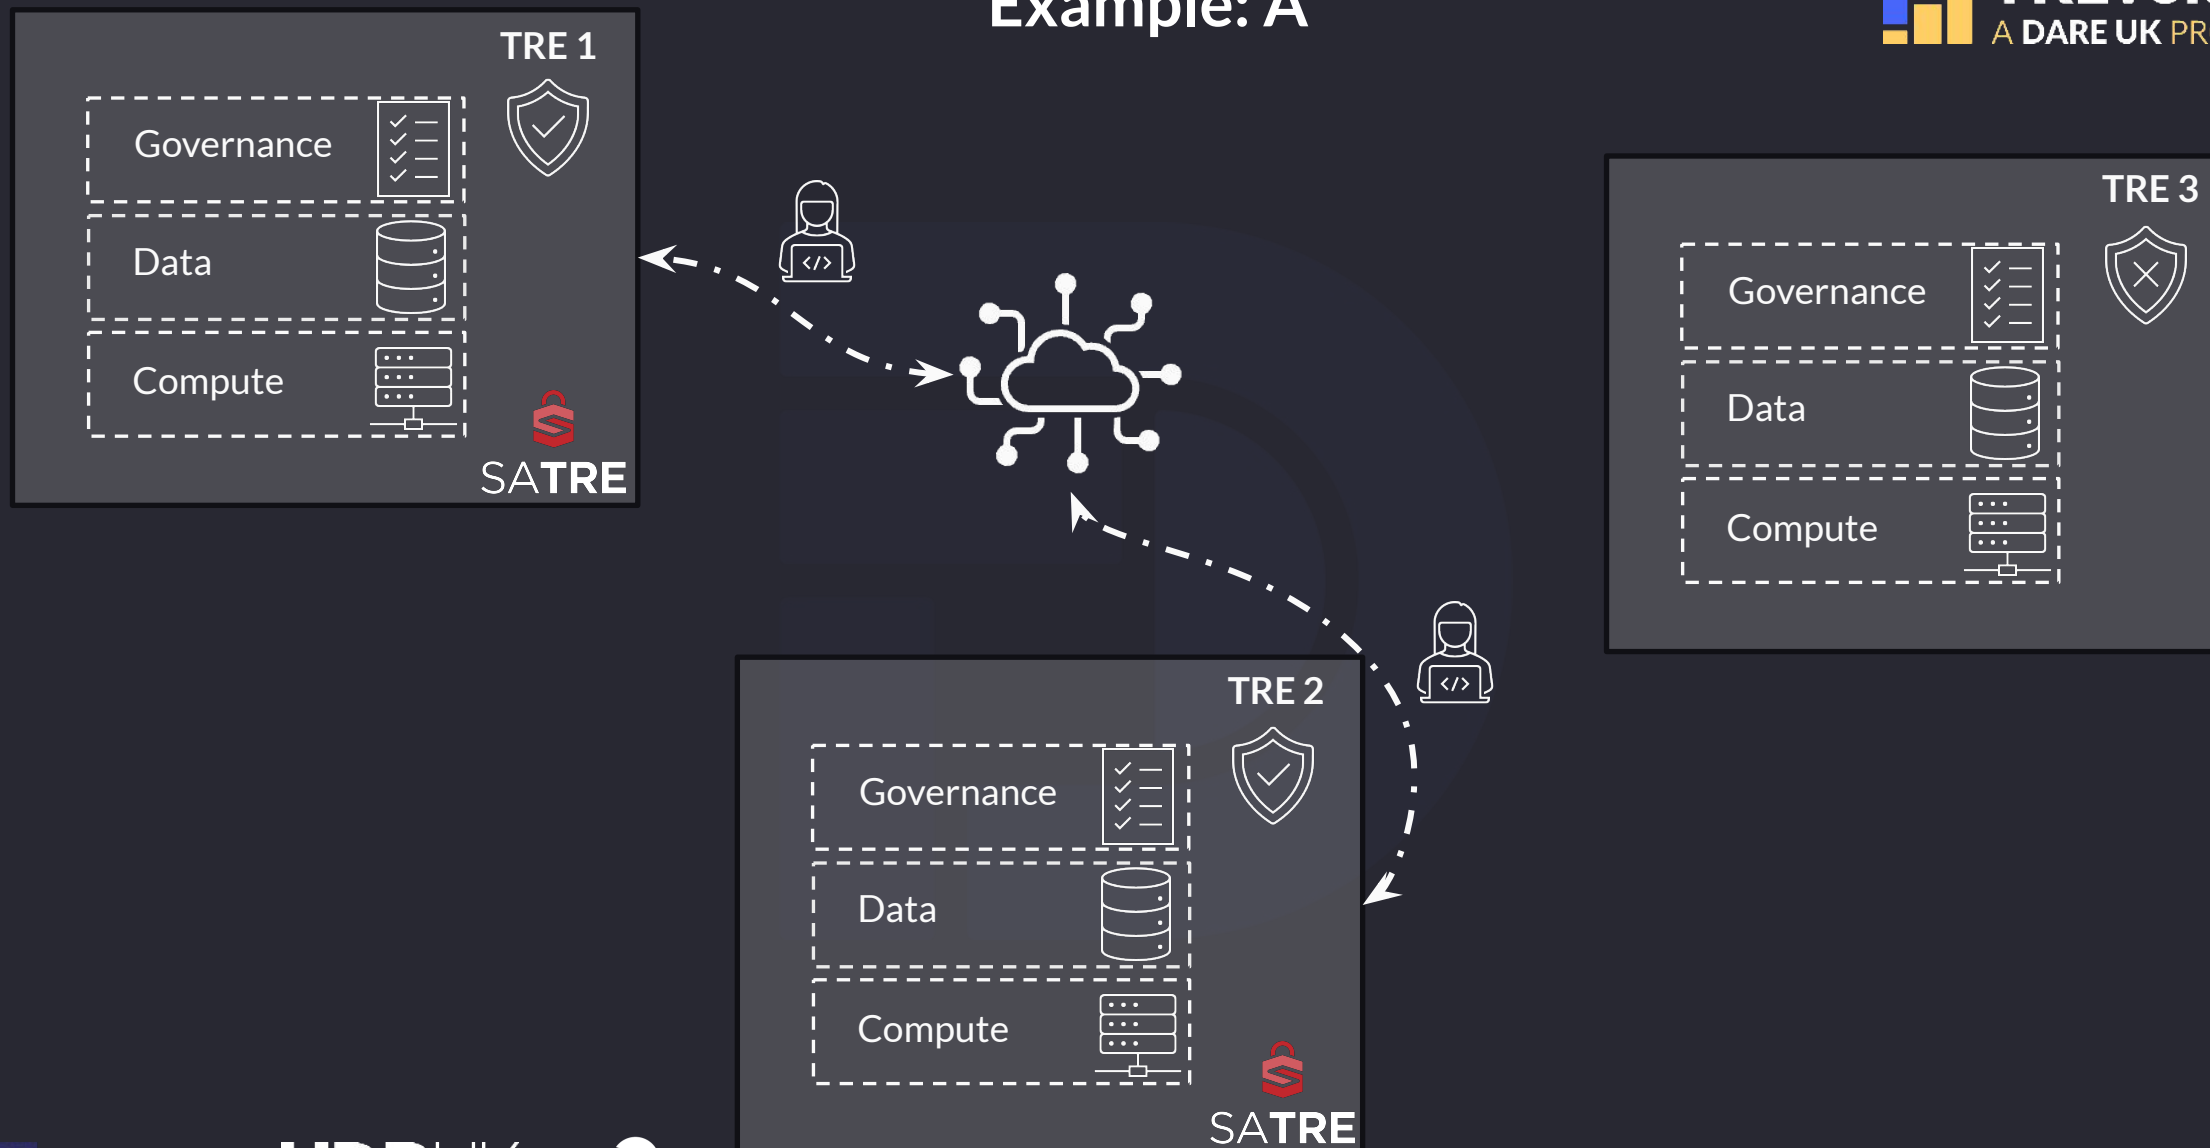 Example: A
A DARE UK PR
TRE 1
Governance
Data
Compute
SATRE
</>
TRE 3
Governance
Data
Compute
</>
TRE 2
Governance
Data
Compute
SATRE